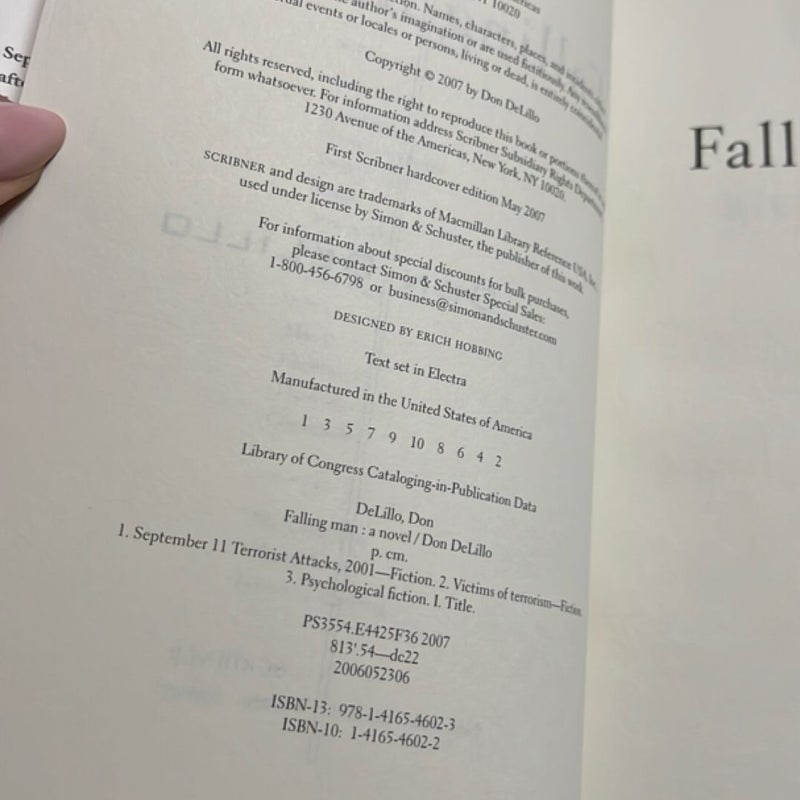 10020
Names, characters, places, and
author's imagination or are used fictitiously. Any
events or locales or persons, living or dead, is entirely coincidental.
Copyright © 2007 by Don DeLillo
All rights reserved, including the right to reproduce this book or portions thereof
form whatsoever. For information address Scribner Subsidiary Rights Department
1230 Avenue of the Americas, New York, NY 10020.
First Scribner hardcover edition May 2007
SCRIBNER and design are trademarks of Macmillan Library Reference USA, Inc.
used under license by Simon & Schuster, the publisher of this work.
For information about special discounts for bulk purchases,
please contact Simon & Schuster Special Sales:
1-800-456-6798 or business@simonandschuster.com
DESIGNED BY ERICH HOBBING
Text set in Electra
Manufactured in the United States of America
1 3 5 7 9 10 8 6 4 2
Library of Congress Cataloging-in-Publication Data
DeLillo, Don
Falling man : a novel / Don DeLillo
p. cm.
1. September 11 Terrorist Attacks, 2001—Fiction. 2. Victims of terrorism—Fiction.
3. Psychological fiction. I. Title.
PS3554.E4425F36 2007
813'.54—dc22
2006052306
ISBN-13: 978-1-4165-4602-3
ISBN-10: 1-4165-4602-2
Fall
Sep
aft